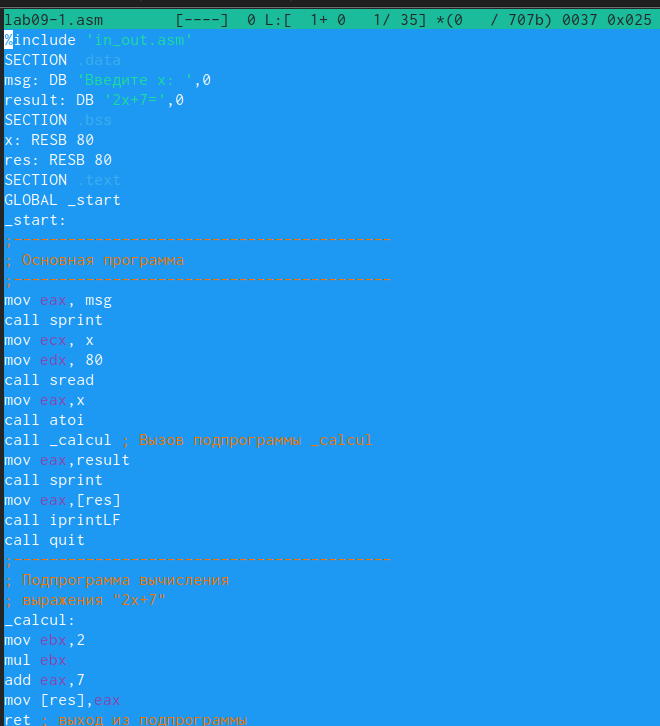 lab09-1.asm        [----]  0 L:[  1+ 0   1/ 35] *(0   / 707b) 0037 0x025
%include 'in_out.asm'
SECTION .data
msg: DB 'Введите x: ',0
result: DB '2x+7=',0
SECTION .bss
x: RESB 80
res: RESB 80
SECTION .text
GLOBAL _start
_start:
;------------------------------------------
; Основная программа
;------------------------------------------
mov eax, msg
call sprint
mov ecx, x
mov edx, 80
call sread
mov eax,x
call atoi
call _calcul ; Вызов подпрограммы _calcul
mov eax,result
call sprint
mov eax,[res]
call iprintLF
call quit
;------------------------------------------
; Подпрограмма вычисления
; выражения "2x+7"
_calcul:
mov ebx,2
mul ebx
add eax,7
mov [res],eax
ret ; выход из подпрограммы